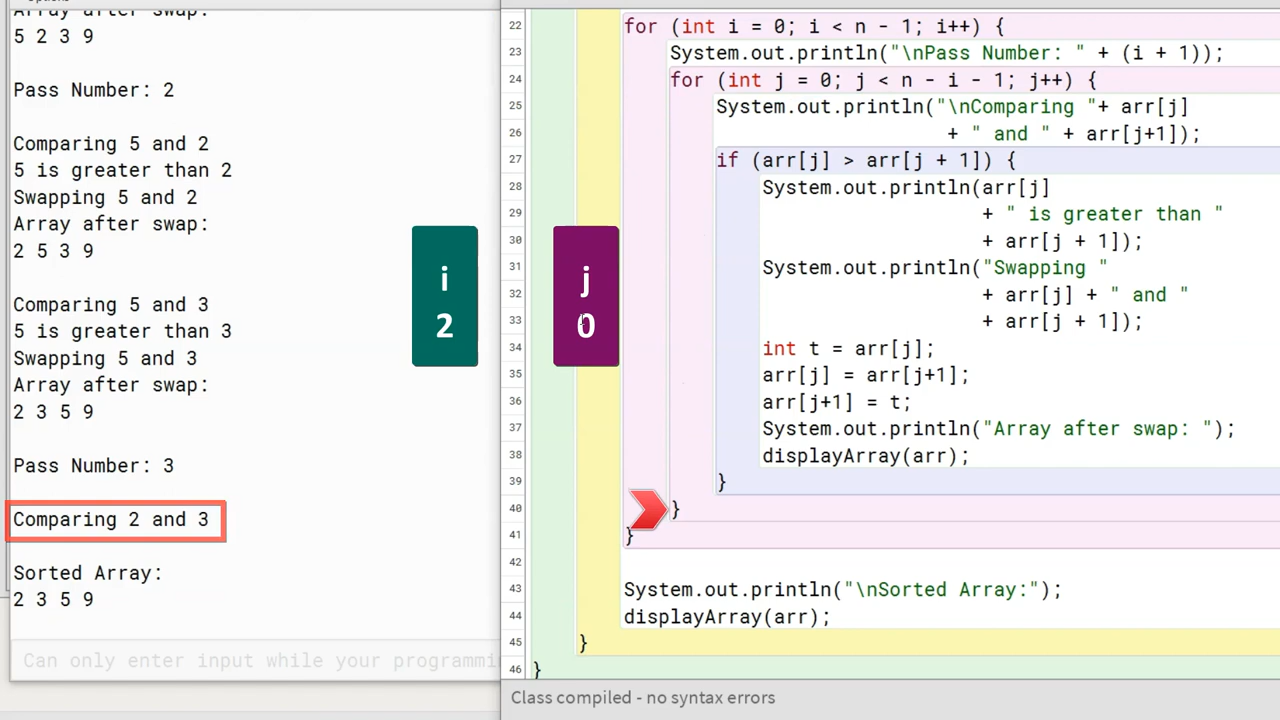 After swap:
5 2 3 9
Pass Number: 2
Comparing 5 and 2
5 is greater than 2
Swapping 5 and 2
Array after swap:
2 5 3 9
Comparing 5 and 3
5 is greater than 3
Swapping 5 and 3
Array after swap:
2 3 5 9
Pass Number: 3
Comparing 2 and 3
Sorted Array:
2 3 5 9
Can only enter input while your programmin
i
2
j
0
22 for (int i = 0; i < n - 1; i++) {
23 System.out.println("\nPass Number: " + (i + 1));
24 for (int j = 0; j < n - i - 1; j++) {
25 System.out.println("\nComparing "+ arr[j]
26 + " and " + arr[j+1]);
27 if (arr[j] > arr[j + 1]) {
28 System.out.println(arr[j]
29 + " is greater than "
30 + arr[j + 1]);
31 System.out.println("Swapping "
32 + arr[j] + " and "
33 + arr[j + 1]);
34 int t = arr[j];
35 arr[j] = arr[j+1];
36 arr[j+1] = t;
37 System.out.println("Array after swap: ");
38 displayArray(arr);
39 }
40 }
41 }
42
43 System.out.println("\nSorted Array:");
44 displayArray(arr);
45 }
46 }
Class compiled - no syntax errors